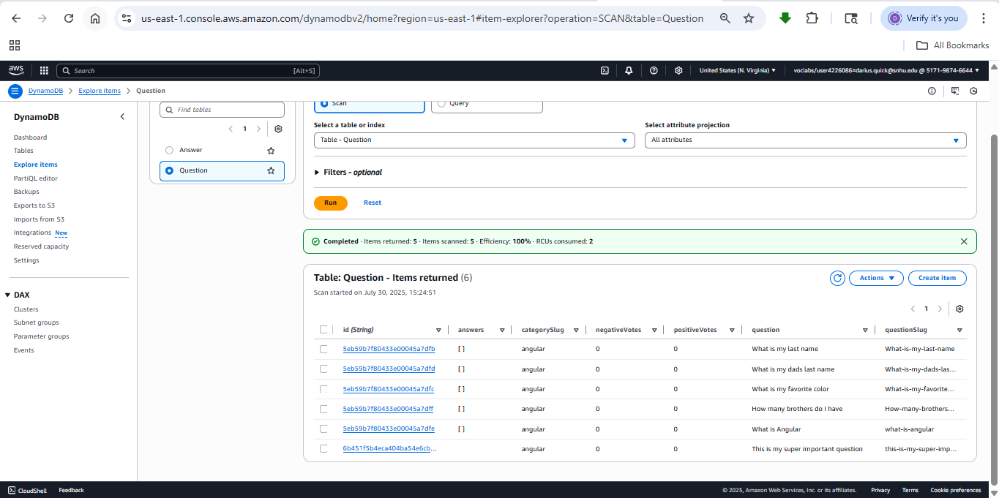 us-east-1.console.aws.amazon.com/dynamodbv2/home?region=us-east-1#item-explorer?operation=SCAN&table=Question
Verify it's you
All Bookmarks
aws Search [Alt+S] United States (N. Virginia) voclabs/user4226086=darius.quick@snhu.edu @ 5171-9874-6644
DynamoDB Explore items Question
DynamoDB
Dashboard
Tables
Explore items
PartiQL editor
Backups
Exports to S3
Imports from S3
Integrations New
Reserved capacity
Settings
DAX
Clusters
Subnet groups
Parameter groups
Events
Find tables
1
Answer
Question
Scan Query
Select a table or index Select attribute projection
Table - Question All attributes
Filters - optional
Run Reset
Completed · Items returned: 5 · Items scanned: 5 · Efficiency: 100% · RCUs consumed: 2
Table: Question - Items returned (6) Actions Create item
Scan started on July 30, 2025, 15:24:51
1
id (String) answers categorySlug negativeVotes positiveVotes question questionSlug
5eb59b7f80433e00045a7dfb [ ] angular 0 0 What is my last name What-is-my-last-name
5eb59b7f80433e00045a7dfd [ ] angular 0 0 What is my dads last name What-is-my-dads-las...
5eb59b7f80433e00045a7dfc [ ] angular 0 0 What is my favorite color What-is-my-favorite...
5eb59b7f80433e00045a7dff [ ] angular 0 0 How many brothers do I have How-many-brothers...
5eb59b7f80433e00045a7dfe [ ] angular 0 0 What is Angular what-is-angular
6b451f5b4eca404ba54e6cb... angular 0 0 This is my super important question this-is-my-super-imp...
CloudShell Feedback © 2025, Amazon Web Services, Inc. or its affiliates. Privacy Terms Cookie preferences